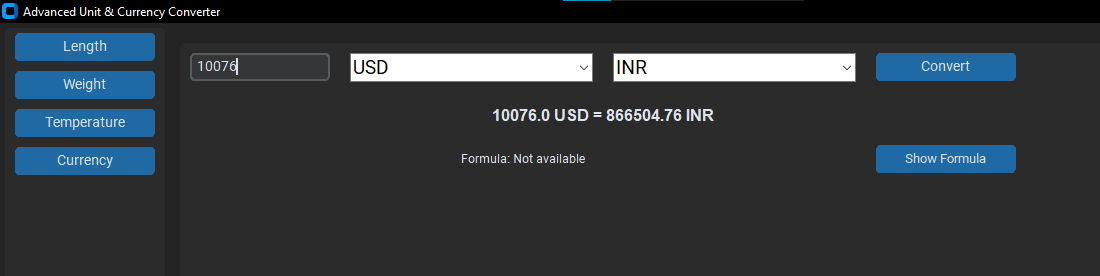 Advanced Unit & Currency Converter
Length
Weight
Temperature
Currency
10076 USD INR Convert
10076.0 USD = 866504.76 INR
Formula: Not available Show Formula